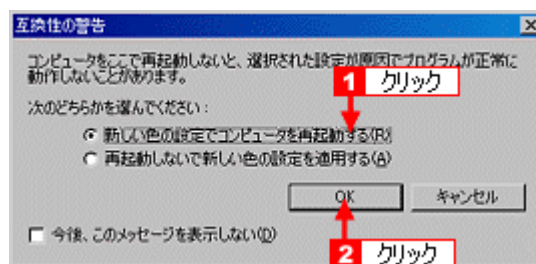 互換性の警告
コンピュータをここで再起動しないと、選択された設定が原因でプログラムが正常に
動作しないことがあります。
1 クリック
次のどちらかを選んでください：
新しい色の設定でコンピュータを再起動する(R)
再起動しないで新しい色の設定を適用する(A)
OK
キャンセル
今後、このメッセージを表示しない(D)
2 クリック